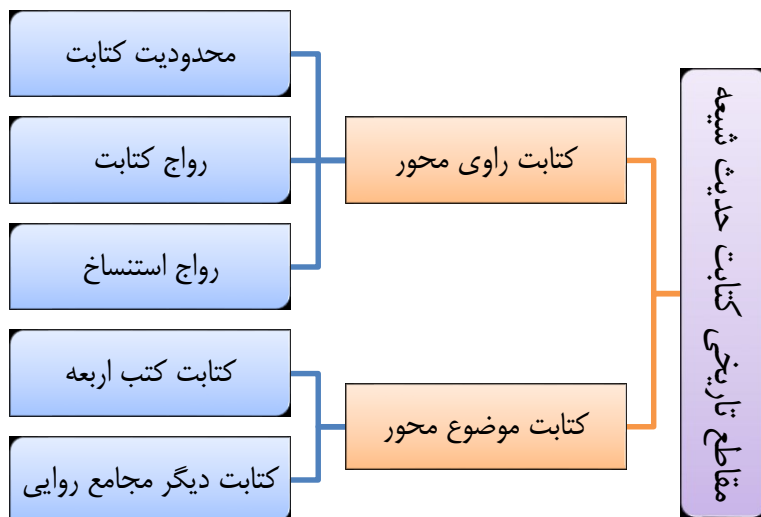 مقاطع تاریخی کتابت حدیث شیعه
کتابت راوی محور
محدودیت کتابت
رواج کتابت
رواج استنساخ
کتابت موضوع محور
کتابت کتب اربعه
کتابت دیگر مجامع روایی